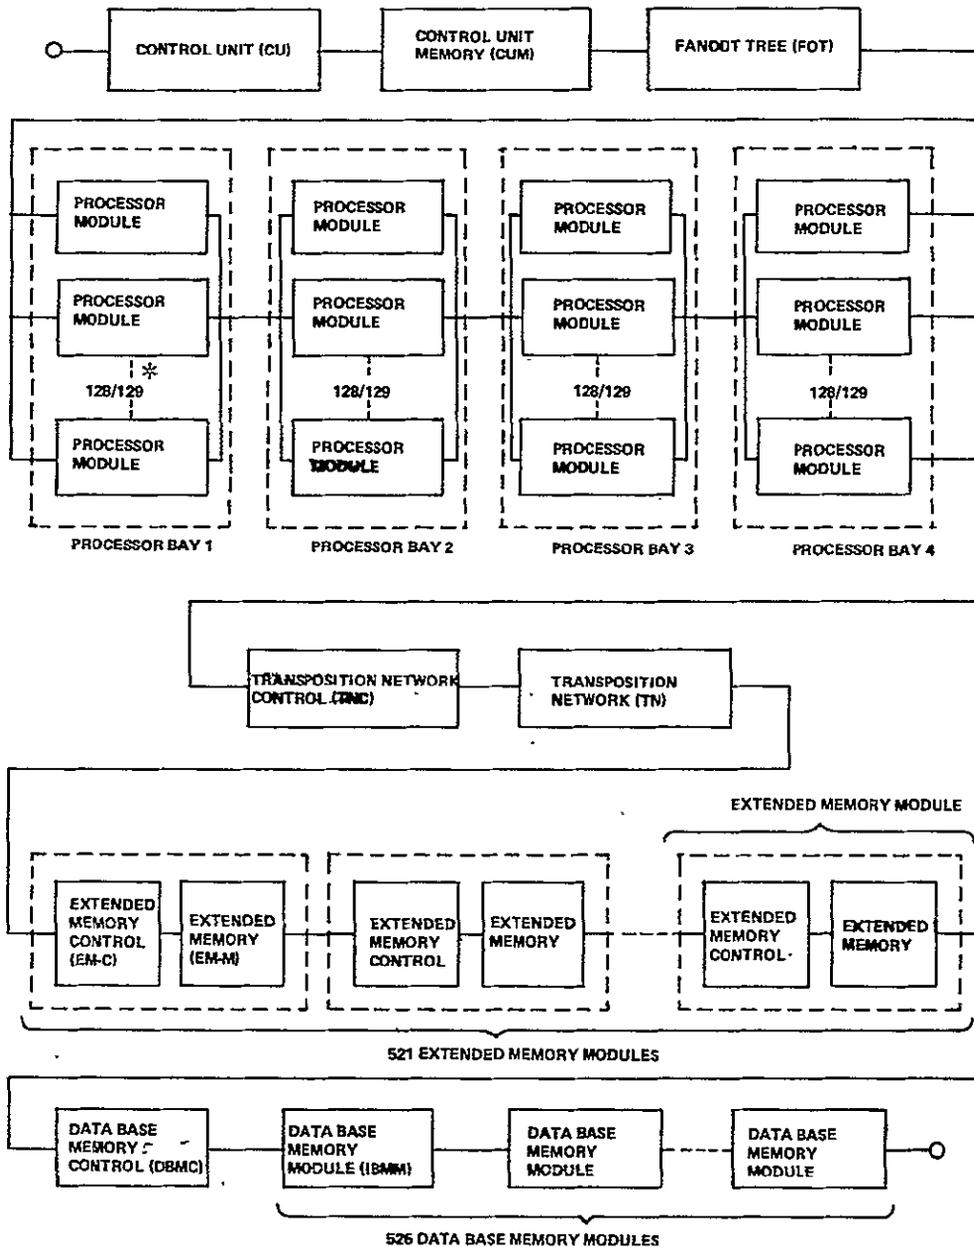 CONTROL UNIT (CU)
CONTROL UNIT
MEMORY (CUM)
FANOUT TREE (FOT)
PROCESSOR
MODULE
PROCESSOR
MODULE
PROCESSOR
MODULE
PROCESSOR
MODULE
PROCESSOR
MODULE
PROCESSOR
MODULE
PROCESSOR
MODULE
PROCESSOR
MODULE
*
128/129
128/129
128/129
128/129
PROCESSOR
MODULE
PROCESSOR
MODULE
PROCESSOR
MODULE
PROCESSOR
MODULE
PROCESSOR BAY 1
PROCESSOR BAY 2
PROCESSOR BAY 3
PROCESSOR BAY 4
TRANSPOSITION NETWORK
CONTROL (TNC)
TRANSPOSITION
NETWORK (TN)
EXTENDED MEMORY MODULE
EXTENDED
MEMORY
CONTROL
(EM-C)
EXTENDED
MEMORY
(EM-M)
EXTENDED
MEMORY
CONTROL
EXTENDED
MEMORY
EXTENDED
MEMORY
CONTROL
EXTENDED
MEMORY
521 EXTENDED MEMORY MODULES
DATA BASE
MEMORY
CONTROL (DBMC)
DATA BASE
MEMORY
MODULE (IBMM)
DATA BASE
MEMORY
MODULE
DATA BASE
MEMORY
MODULE
526 DATA BASE MEMORY MODULES